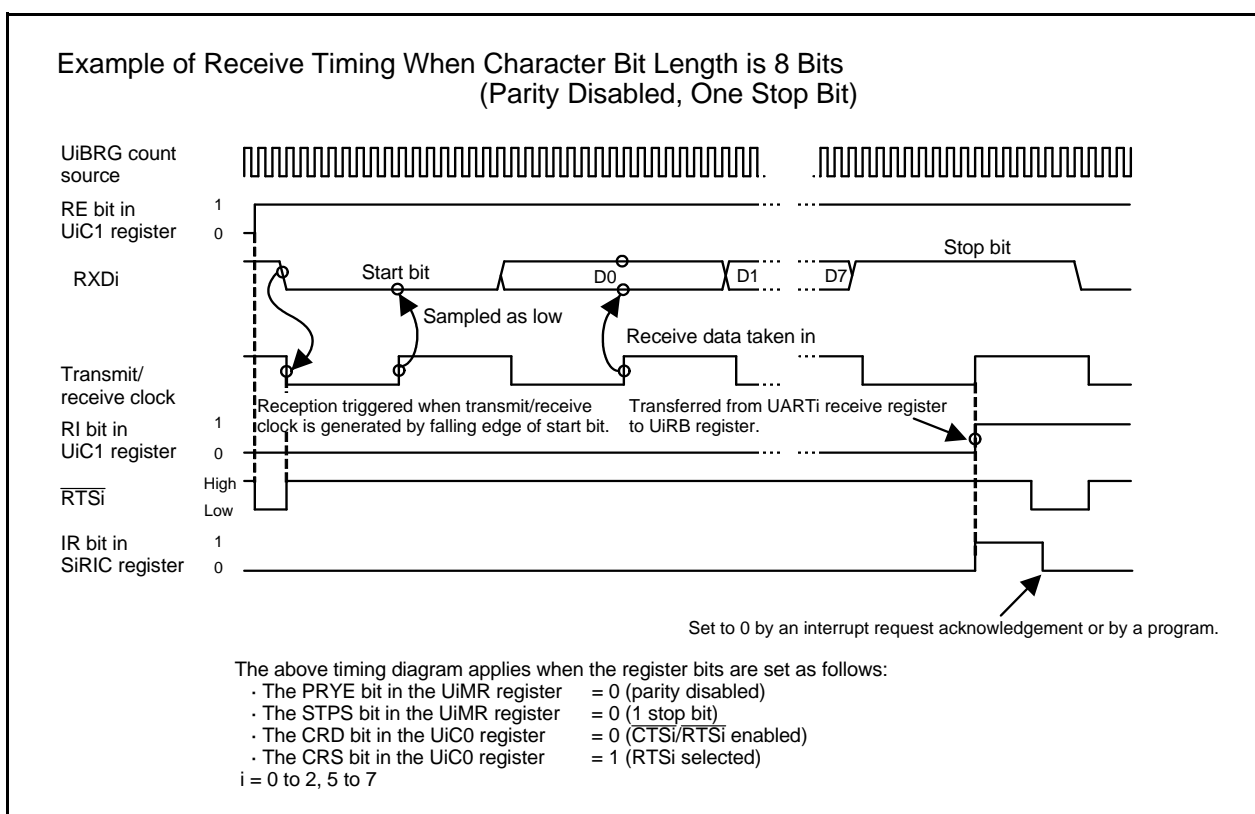 Example of Receive Timing When Character Bit Length is 8 Bits
(Parity Disabled, One Stop Bit)
UiBRG count
source
RE bit in
UiC1 register
1
0
RXDi
Start bit
D0
D1
D7
Stop bit
Sampled as low
Receive data taken in
Transmit/
receive clock
Reception triggered when transmit/receive
clock is generated by falling edge of start bit.
Transferred from UARTi receive register
to UiRB register.
RI bit in
UiC1 register
1
0
RTSi
High
Low
IR bit in
SiRIC register
1
0
Set to 0 by an interrupt request acknowledgement or by a program.
The above timing diagram applies when the register bits are set as follows:
· The PRYE bit in the UiMR register = 0 (parity disabled)
· The STPS bit in the UiMR register = 0 (1 stop bit)
· The CRD bit in the UiC0 register = 0 (CTSi/RTSi enabled)
· The CRS bit in the UiC0 register = 1 (RTSi selected)
i = 0 to 2, 5 to 7